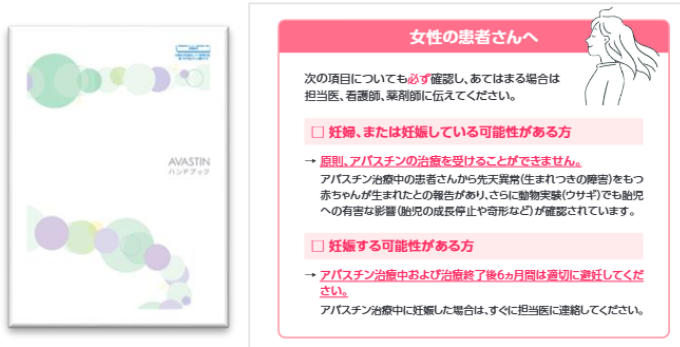 AVASTIN
ハンドブック
女性の患者さんへ
次の項目についても必ず確認し、あてはまる場合は
担当医、看護師、薬剤師に伝えてください。
□ 妊婦、または妊娠している可能性がある方
→ 原則、アバスチンの治療を受けることができません。
アバスチン治療中の患者さんから先天異常(生まれつきの障害)をもつ
赤ちゃんが生まれたとの報告があり、さらに動物実験(ウサギ)でも胎児
への有害な影響(胎児の成長停止や奇形など)が確認されています。
□ 妊娠する可能性がある方
→ アバスチン治療中および治療終了後6ヵ月間は適切に避妊してくだ
さい。
アバスチン治療中に妊娠した場合は、すぐに担当医に連絡してください。